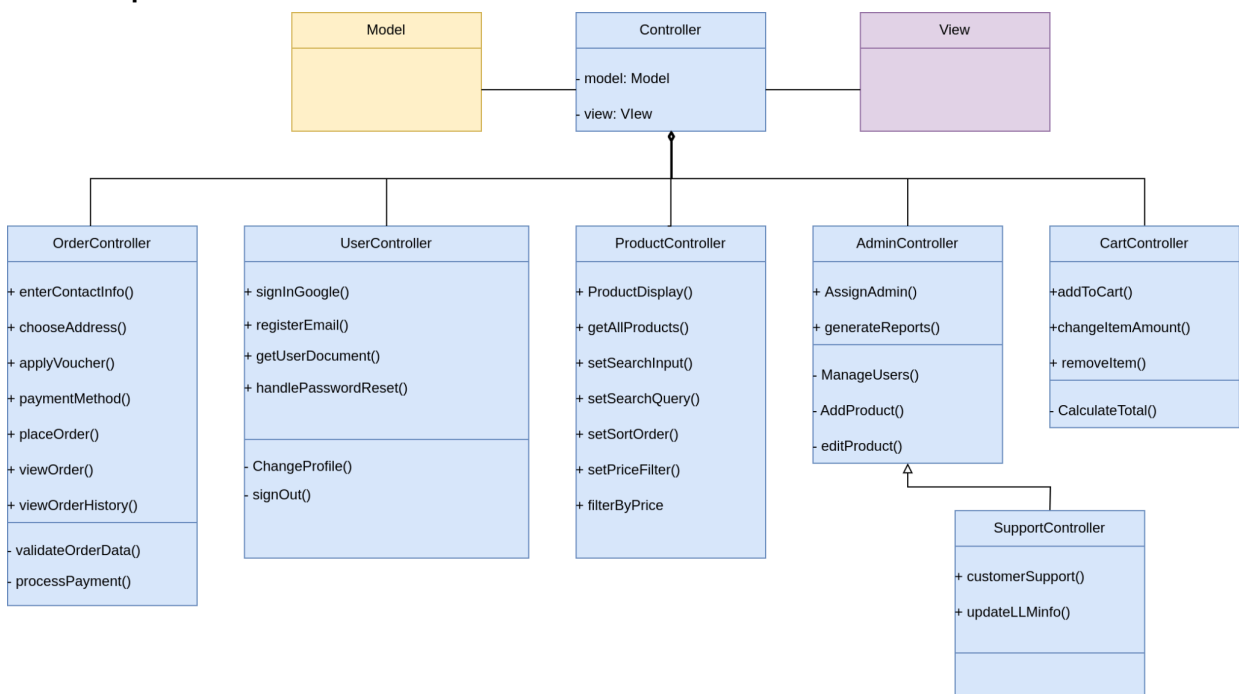 Model
Controller
- model: Model
- view: VIew
View
OrderController
+ enterContactInfo()
+ chooseAddress()
+ applyVoucher()
+ paymentMethod()
+ placeOrder()
+ viewOrder()
+ viewOrderHistory()
- validateOrderData()
- processPayment()
UserController
+ signInGoogle()
+ registerEmail()
+ getUserDocument()
+ handlePasswordReset()
- ChangeProfile()
- signOut()
ProductController
+ ProductDisplay()
+ getAllProducts()
+ setSearchInput()
+ setSearchQuery()
+ setSortOrder()
+ setPriceFilter()
+ filterByPrice
AdminController
+ AssignAdmin()
+ generateReports()
- ManageUsers()
- AddProduct()
- editProduct()
CartController
+addToCart()
+changeItemAmount()
+ removeItem()
- CalculateTotal()
SupportController
+ customerSupport()
+ updateLLMinfo()